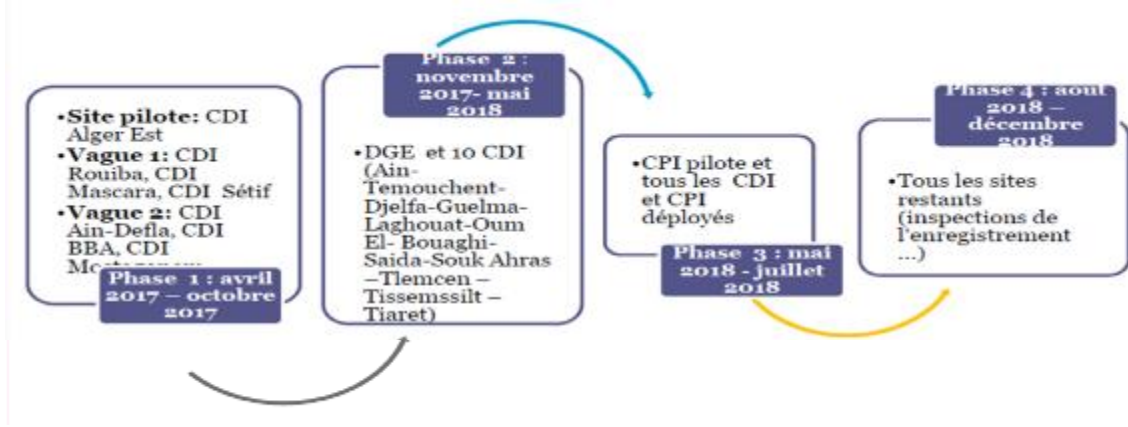 •Site pilote: CDI
Alger Est
•Vague 1: CDI
Rouiba, CDI
Mascara, CDI Sétif
•Vague 2: CDI
Ain-Defla, CDI
BBA, CDI
Phase 1 : avril
2017 – octobre
2017
Phase 2 :
novembre
2017- mai
2018
•DGE et 10 CDI
(Ain-
Temouchent-
Djelfa-Guelma-
Laghouat-Oum
El- Bouaghi-
Saida-Souk Ahras
–Tlemcen –
Tissemssilt –
Tiaret)
•CPI pilote et
tous les CDI
et CPI
déployés
Phase 3 : mai
2018 - juillet
2018
Phase 4 : aout
2018 –
décembre
2018
•Tous les sites
restants
(inspections de
l'enregistrement
...)